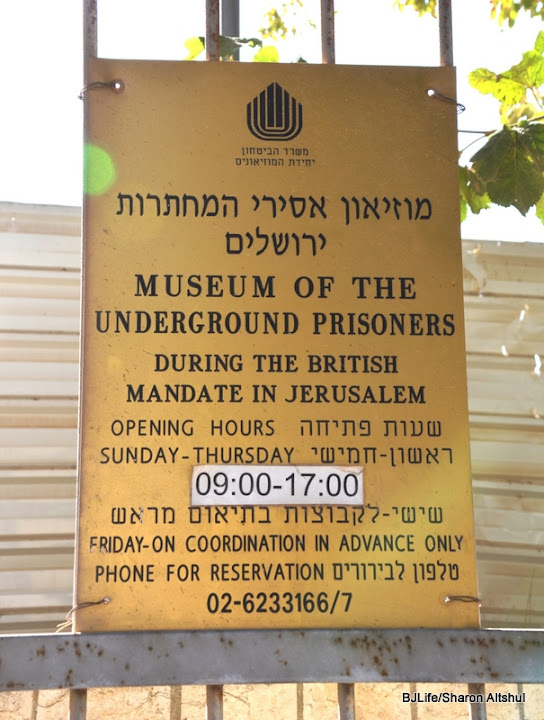 משרד הביטחון
יחידת המוזיאונים
מוזיאון אסירי המחתרות
ירושלים
MUSEUM OF THE
UNDERGROUND PRISONERS
DURING THE BRITISH
MANDATE IN JERUSALEM
OPENING HOURS שעות פתיחה
SUNDAY-THURSDAY ראשון-חמישי
09:00-17:00
שישי-לקבוצות בתיאום מראש
FRIDAY-ON COORDINATION IN ADVANCE ONLY
PHONE FOR RESERVATION טלפון לבירורים
02-6233166/7
BJLife/Sharon Altshul